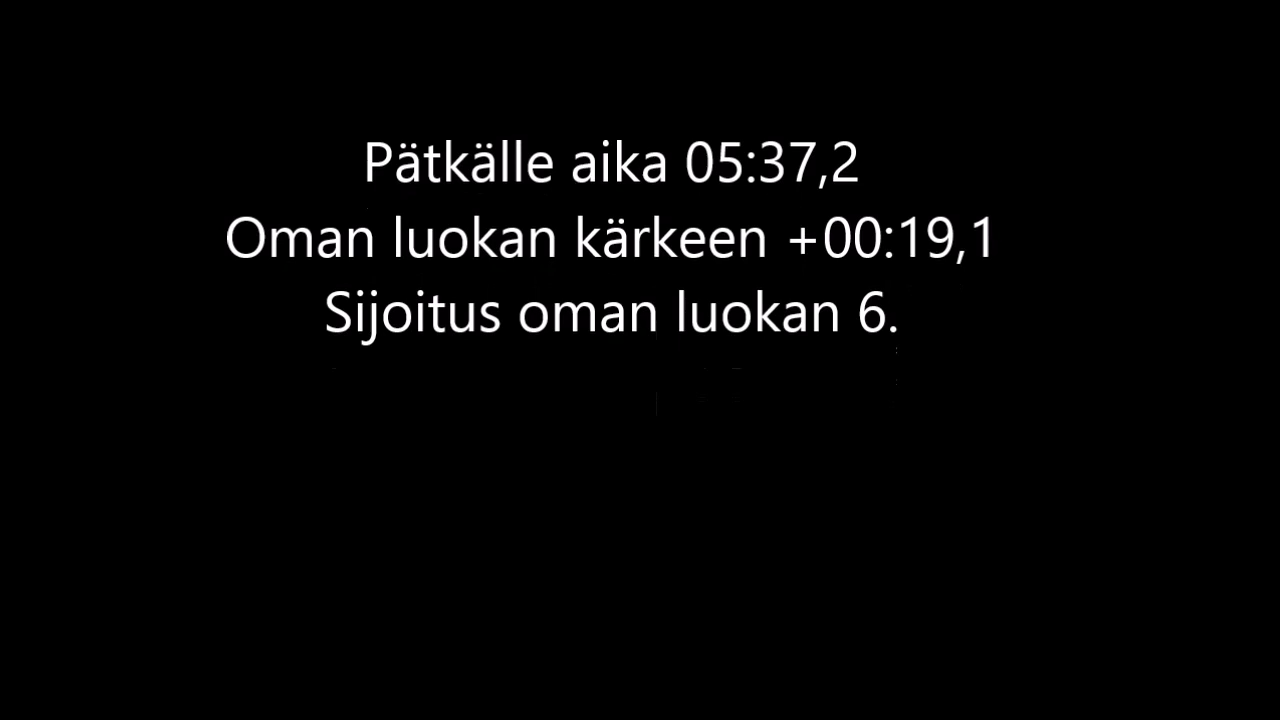 Pätkälle aika 05:37,2
Oman luokan kärkeen +00:19,1
Sijoitus oman luokan 6.